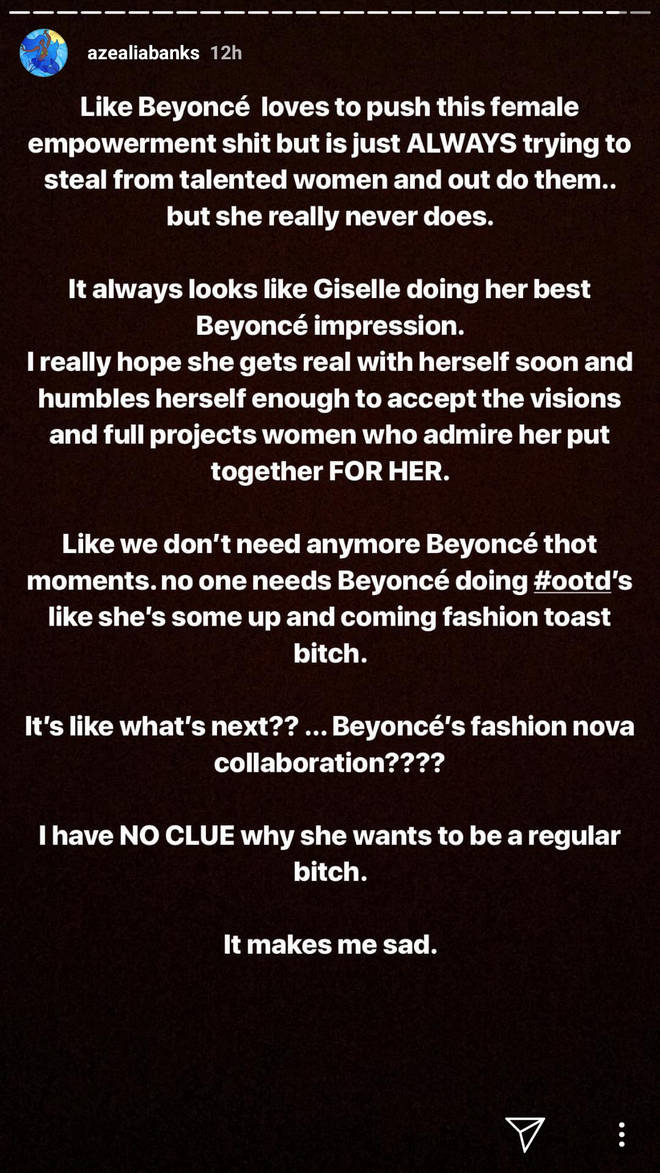 azealiabanks 12h
Like Beyoncé loves to push this female
empowerment shit but is just ALWAYS trying to
steal from talented women and out do them..
but she really never does.
It always looks like Giselle doing her best
Beyoncé impression.
I really hope she gets real with herself soon and
humbles herself enough to accept the visions
and full projects women who admire her put
together FOR HER.
Like we don’t need anymore Beyoncé thot
moments. no one needs Beyoncé doing #ootd’s
like she’s some up and coming fashion toast
bitch.
It’s like what’s next?? ... Beyoncé’s fashion nova
collaboration????
I have NO CLUE why she wants to be a regular
bitch.
It makes me sad.